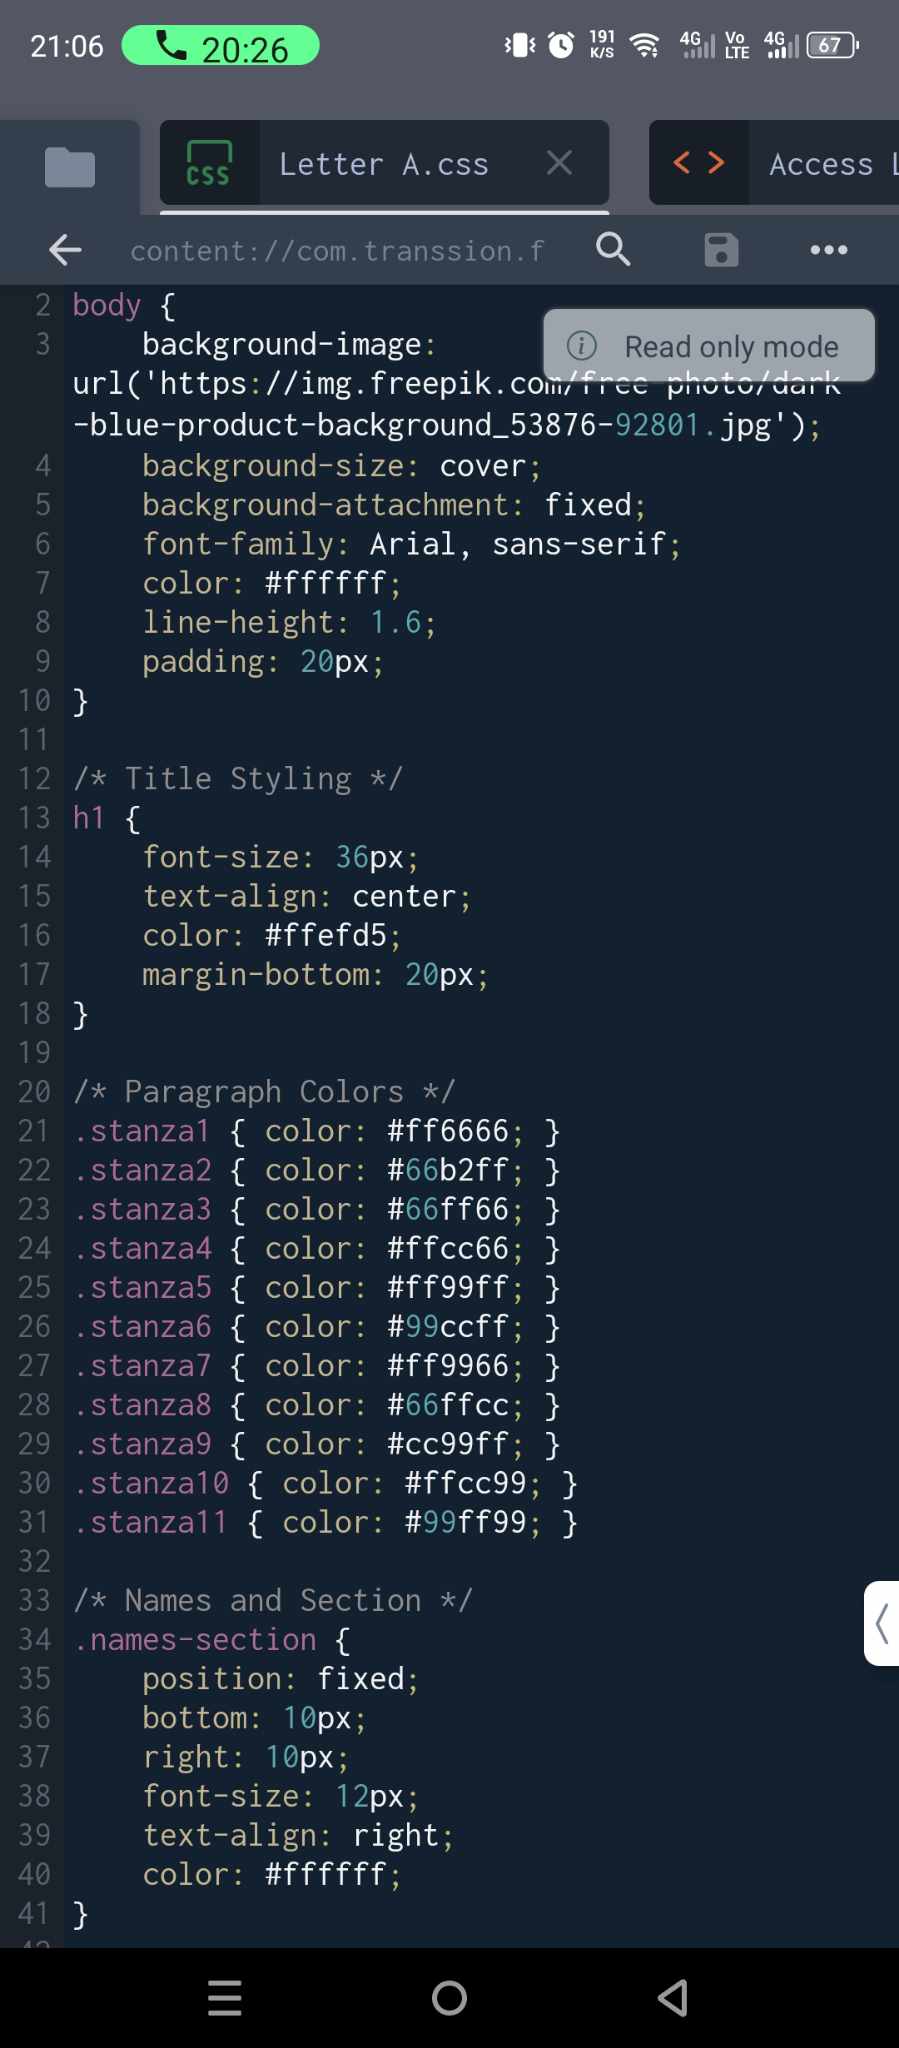 21:06 20:26 191 K/S 4G Vo LTE 4G 67
CSS Letter A.css Access L
content://com.transsion.f
2 body {
Read only mode
3 background-image:
url('https://img.freepik.com/free-photo/dark
-blue-product-background_53876-92801.jpg');
4 background-size: cover;
5 background-attachment: fixed;
6 font-family: Arial, sans-serif;
7 color: #ffffff;
8 line-height: 1.6;
9 padding: 20px;
10 }
11
12 /* Title Styling */
13 h1 {
14 font-size: 36px;
15 text-align: center;
16 color: #ffefd5;
17 margin-bottom: 20px;
18 }
19
20 /* Paragraph Colors */
21 .stanza1 { color: #ff6666; }
22 .stanza2 { color: #66b2ff; }
23 .stanza3 { color: #66ff66; }
24 .stanza4 { color: #ffcc66; }
25 .stanza5 { color: #ff99ff; }
26 .stanza6 { color: #99ccff; }
27 .stanza7 { color: #ff9966; }
28 .stanza8 { color: #66ffcc; }
29 .stanza9 { color: #cc99ff; }
30 .stanza10 { color: #ffcc99; }
31 .stanza11 { color: #99ff99; }
32
33 /* Names and Section */
34 .names-section {
35 position: fixed;
36 bottom: 10px;
37 right: 10px;
38 font-size: 12px;
39 text-align: right;
40 color: #ffffff;
41 }